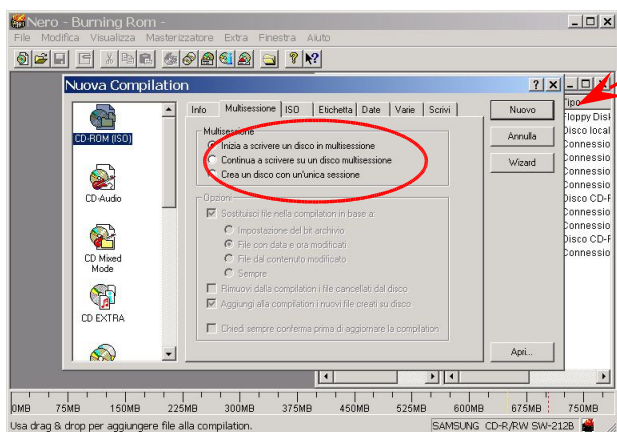 Nero - Burning Rom -
File Modifica Visualizza Masterizzatore Extra Finestra Aiuto
Nuova Compilation
Info Multisessione ISO Etichetta Date Varie Scrivi
CD-ROM (ISO)
CD-Audio
CD Mixed
Mode
CD EXTRA
Multisessione
Inizia a scrivere un disco in multisessione
Continua a scrivere su un disco multisessione
Crea un disco con un'unica sessione
Opzioni
Sostituisci file nella compilation in base a:
Impostazione del bit archivio
File con data e ora modificati
File dal contenuto modificato
Sempre
Rimuovi dalla compilation i file cancellati dal disco
Aggiungi alla compilation i nuovi file creati su disco
Chiedi sempre conferma prima di aggiornare la compilation
Nuovo
Annulla
Wizard
Apri...
Tipo
Floppy Disk
Disco local
Connessio
Connessio
Connessio
Connessio
Disco CD-F
Connessio
Connessio
Disco CD-F
Connessio
0MB 75MB 150MB 225MB 300MB 375MB 450MB 525MB 600MB 675MB 750MB
Usa drag & drop per aggiungere file alla compilation. SAMSUNG CD-R/RW SW-212B